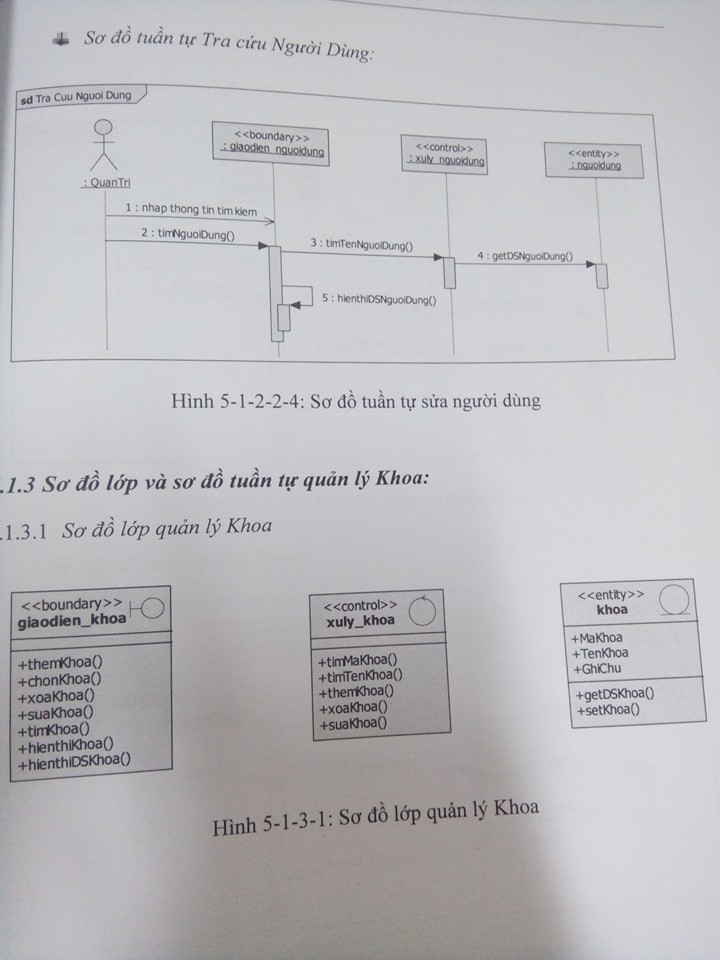 Sơ đồ tuần tự Tra cứu Người Dùng:
sd Tra Cuu Nguoi Dung
<<boundary>>
: giaodien_nguoidung
<<control>>
: xuly_nguoidung
<<entity>>
: nguoidung
: QuanTri
1 : nhap thong tin tim kiem
2 : timNguoiDung()
3 : timTenNguoiDung()
4 : getDSNguoiDung()
5 : hienthiDSNguoiDung()
Hình 5-1-2-2-4: Sơ đồ tuần tự sửa người dùng
.1.3 Sơ đồ lớp và sơ đồ tuần tự quản lý Khoa:
.1.3.1 Sơ đồ lớp quản lý Khoa
<<boundary>>
giaodien_khoa
+themKhoa()
+chonKhoa()
+xoaKhoa()
+suaKhoa()
+timKhoa()
+hienthiKhoa()
+hienthiDSKhoa()
<<control>>
xuly_khoa
+timMaKhoa()
+timTenKhoa()
+themKhoa()
+xoaKhoa()
+suaKhoa()
<<entity>>
khoa
+MaKhoa
+TenKhoa
+GhiChu
+getDSKhoa()
+setKhoa()
Hình 5-1-3-1: Sơ đồ lớp quản lý Khoa